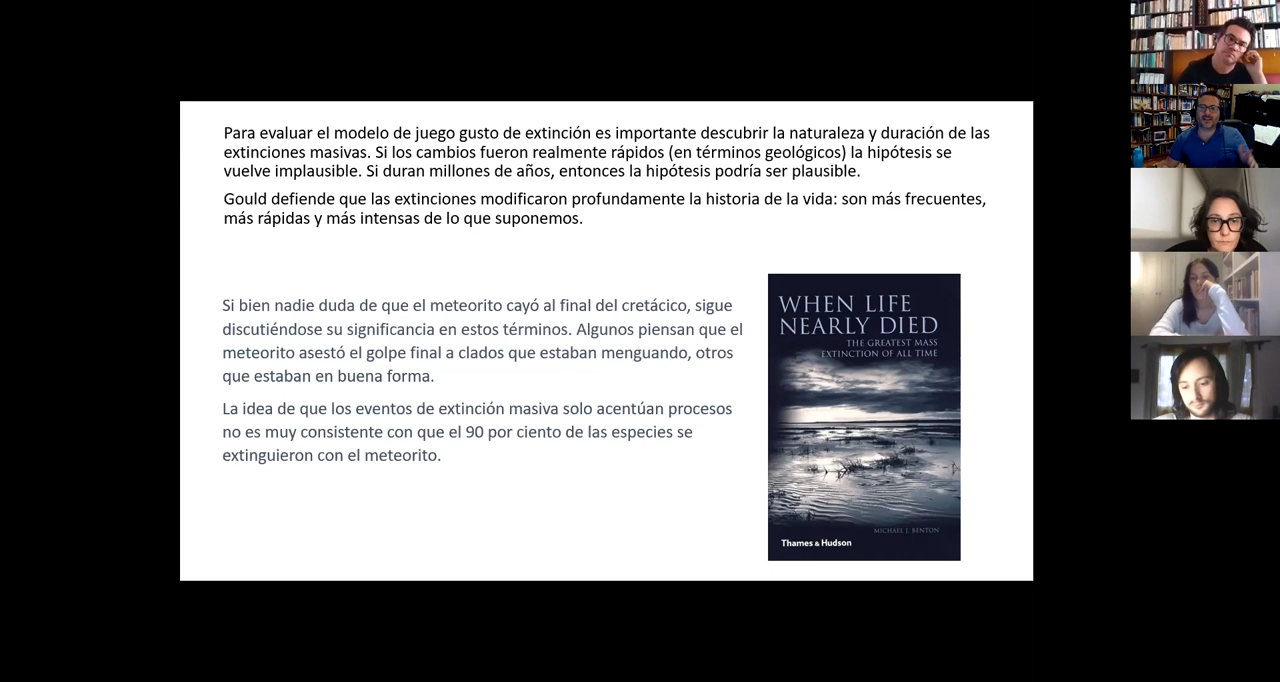 Para evaluar el modelo de juego gusto de extinción es importante descubrir la naturaleza y duración de las
extinciones masivas. Si los cambios fueron realmente rápidos (en términos geológicos) la hipótesis se
vuelve implausible. Si duran millones de años, entonces la hipótesis podría ser plausible.
Gould defiende que las extinciones modificaron profundamente la historia de la vida: son más frecuentes,
más rápidas y más intensas de lo que suponemos.
Si bien nadie duda de que el meteorito cayó al final del cretácico, sigue
discutiéndose su significancia en estos términos. Algunos piensan que el
meteorito asestó el golpe final a clados que estaban menguando, otros
que estaban en buena forma.
La idea de que los eventos de extinción masiva solo acentúan procesos
no es muy consistente con que el 90 por ciento de las especies se
extinguieron con el meteorito.
WHEN LIFE
NEARLY DIED
THE GREATEST MASS
EXTINCTION OF ALL TIME
MICHAEL J. BENTON
Thames & Hudson